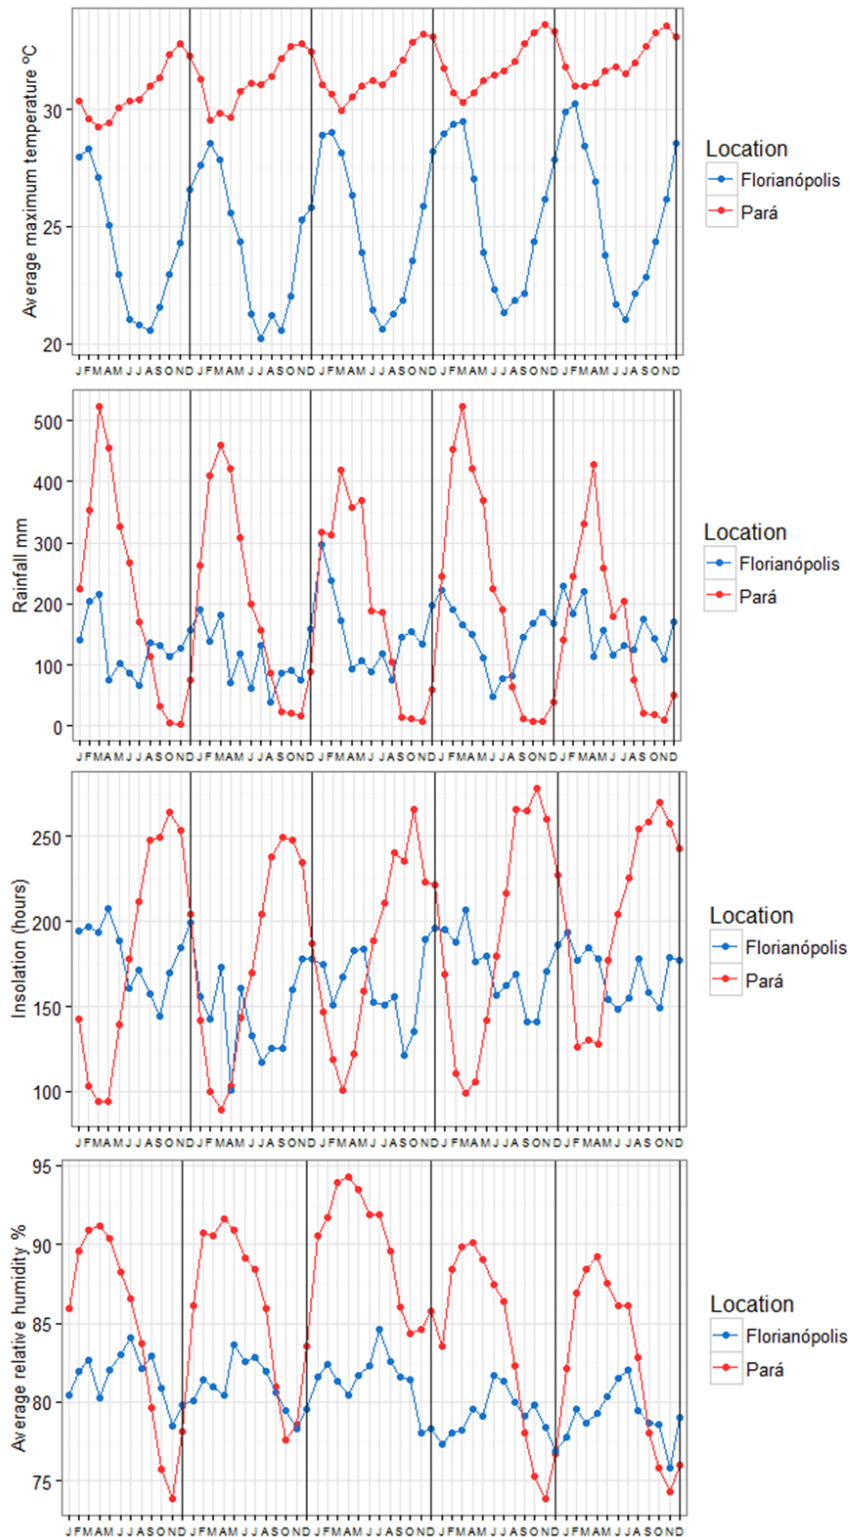 Average maximum temperature ºC
30
25
20
J F M A M J J A S O N D J F M A M J J A S O N D J F M A M J J A S O N D J F M A M J J A S O N D J F M A M J J A S O N D
Location
Florianópolis
Pará
Rainfall mm
500
400
300
200
100
0
J F M A M J J A S O N D J F M A M J J A S O N D J F M A M J J A S O N D J F M A M J J A S O N D J F M A M J J A S O N D
Location
Florianópolis
Pará
Insolation (hours)
250
200
150
100
J F M A M J J A S O N D J F M A M J J A S O N D J F M A M J J A S O N D J F M A M J J A S O N D J F M A M J J A S O N D
Location
Florianópolis
Pará
Average relative humidity %
95
90
85
80
75
J F M A M J J A S O N D J F M A M J J A S O N D J F M A M J J A S O N D J F M A M J J A S O N D J F M A M J J A S O N D
Location
Florianópolis
Pará